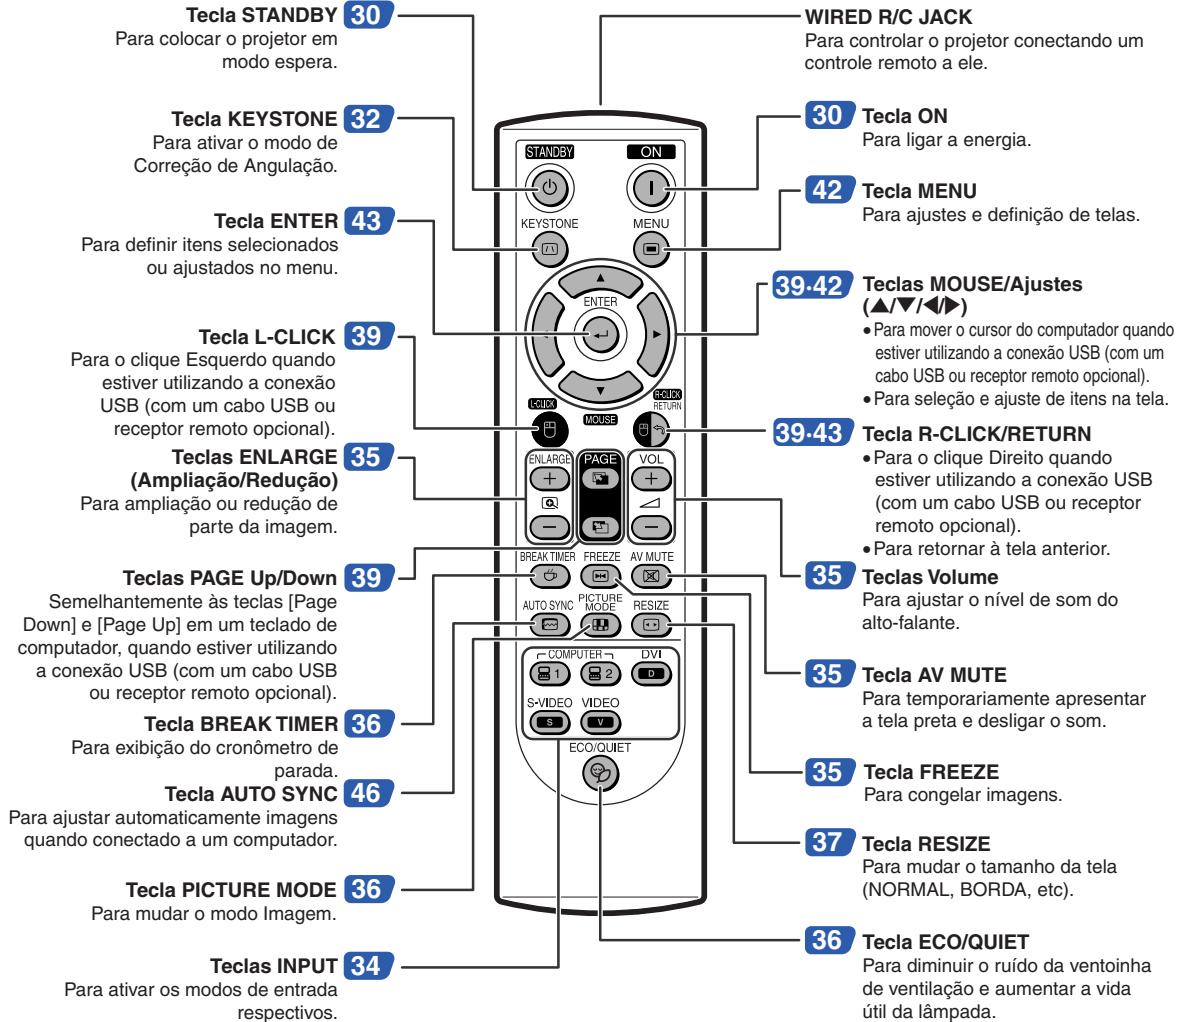 Tecla STANDBY 30
Para colocar o projetor em
modo espera.
Tecla KEYSTONE 32
Para ativar o modo de
Correção de Angulação.
Tecla ENTER 43
Para definir itens selecionados
ou ajustados no menu.
Tecla L-CLICK 39
Para o clique Esquerdo quando
estiver utilizando a conexão
USB (com um cabo USB ou
receptor remoto opcional).
Teclas ENLARGE 35
(Ampliação/Redução)
Para ampliação ou redução de
parte da imagem.
Teclas PAGE Up/Down 39
Semelhantemente às teclas [Page
Down] e [Page Up] em um teclado de
computador, quando estiver utilizando
a conexão USB (com um cabo USB
ou receptor remoto opcional).
Tecla BREAK TIMER 36
Para exibição do cronômetro de
parada.
Tecla AUTO SYNC 46
Para ajustar automaticamente imagens
quando conectado a um computador.
Tecla PICTURE MODE 36
Para mudar o modo Imagem.
Teclas INPUT 34
Para ativar os modos de entrada
respectivos.
STANDBY ON
KEYSTONE MENU
ENTER
L-CLICK R-CLICK
RETURN
MOUSE
ENLARGE PAGE VOL
BREAK TIMER FREEZE AV MUTE
AUTO SYNC PICTURE
MODE RESIZE
COMPUTER DVI
1 2 D
S-VIDEO VIDEO
S V
ECO/QUIET
WIRED R/C JACK
Para controlar o projetor conectando um
controle remoto a ele.
30 Tecla ON
Para ligar a energia.
42 Tecla MENU
Para ajustes e definição de telas.
39·42 Teclas MOUSE/Ajustes
(▲/▼/◀/▶)
• Para mover o cursor do computador quando
estiver utilizando a conexão USB (com um
cabo USB ou receptor remoto opcional).
• Para seleção e ajuste de itens na tela.
39·43 Tecla R-CLICK/RETURN
• Para o clique Direito quando
estiver utilizando a conexão USB
(com um cabo USB ou receptor
remoto opcional).
• Para retornar à tela anterior.
35 Teclas Volume
Para ajustar o nível de som do
alto-falante.
35 Tecla AV MUTE
Para temporariamente apresentar
a tela preta e desligar o som.
35 Tecla FREEZE
Para congelar imagens.
37 Tecla RESIZE
Para mudar o tamanho da tela
(NORMAL, BORDA, etc).
36 Tecla ECO/QUIET
Para diminuir o ruído da ventoinha
de ventilação e aumentar a vida
útil da lâmpada.